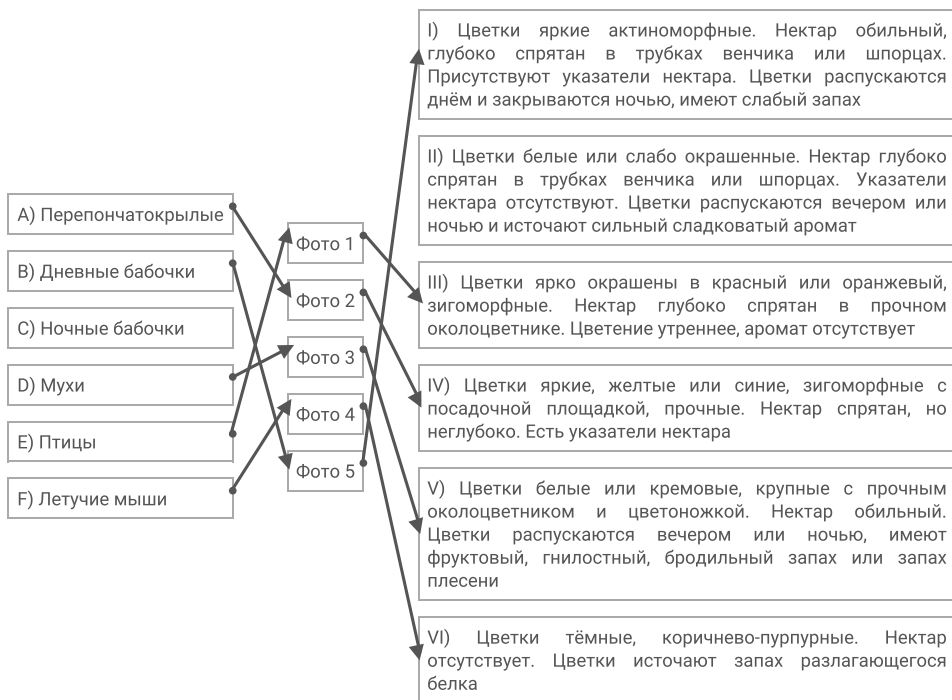 A) Перепончатокрылые
B) Дневные бабочки
C) Ночные бабочки
D) Мухи
E) Птицы
F) Летучие мыши
Фото 1
Фото 2
Фото 3
Фото 4
Фото 5
I) Цветки яркие актиноморфные. Нектар обильный,
глубоко спрятан в трубках венчика или шпорцах.
Присутствуют указатели нектара. Цветки распускаются
днём и закрываются ночью, имеют слабый запах
II) Цветки белые или слабо окрашенные. Нектар глубоко
спрятан в трубках венчика или шпорцах. Указатели
нектара отсутствуют. Цветки распускаются вечером или
ночью и источают сильный сладковатый аромат
III) Цветки ярко окрашены в красный или оранжевый,
зигоморфные. Нектар глубоко спрятан в прочном
околоцветнике. Цветение утреннее, аромат отсутствует
IV) Цветки яркие, желтые или синие, зигоморфные с
посадочной площадкой, прочные. Нектар спрятан, но
неглубоко. Есть указатели нектара
V) Цветки белые или кремовые, крупные с прочным
околоцветником и цветоножкой. Нектар обильный.
Цветки распускаются вечером или ночью, имеют
фруктовый, гнилостный, бродильный запах или запах
плесени
VI) Цветки тёмные, коричнево-пурпурные. Нектар
отсутствует. Цветки источают запах разлагающегося
белка